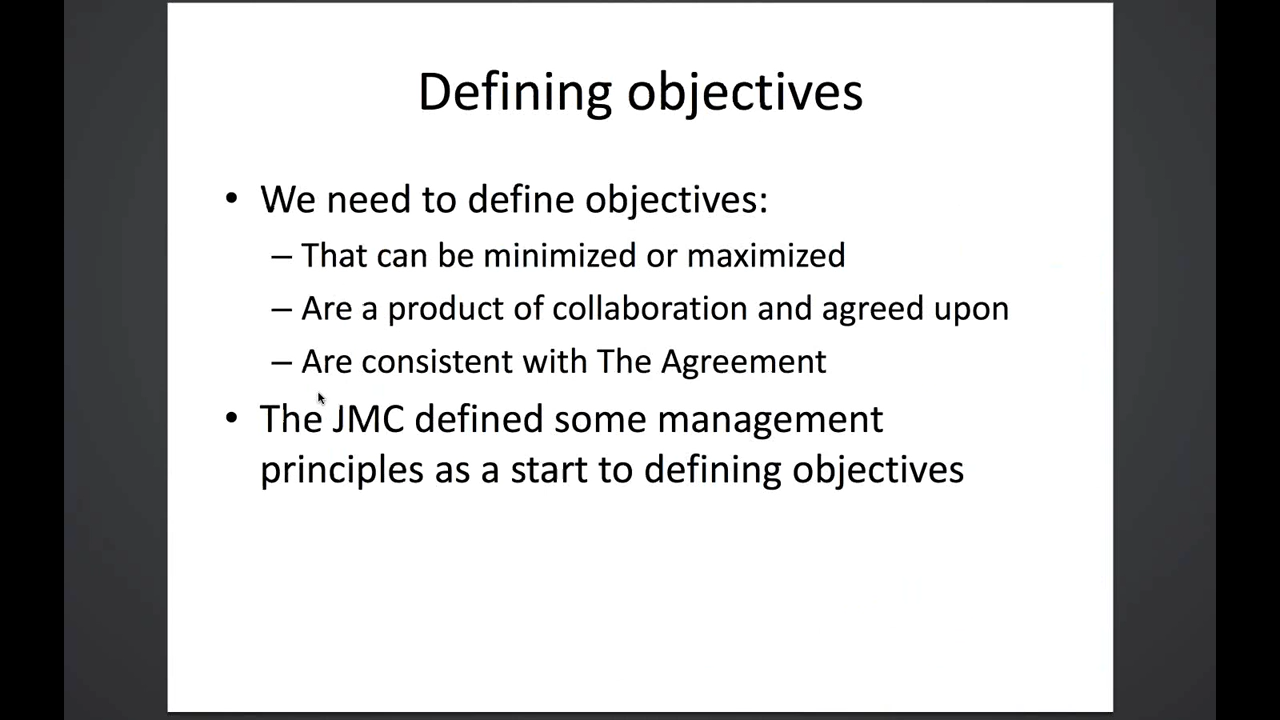 Defining objectives
• We need to define objectives:
– That can be minimized or maximized
– Are a product of collaboration and agreed upon
– Are consistent with The Agreement
• The JMC defined some management
principles as a start to defining objectives